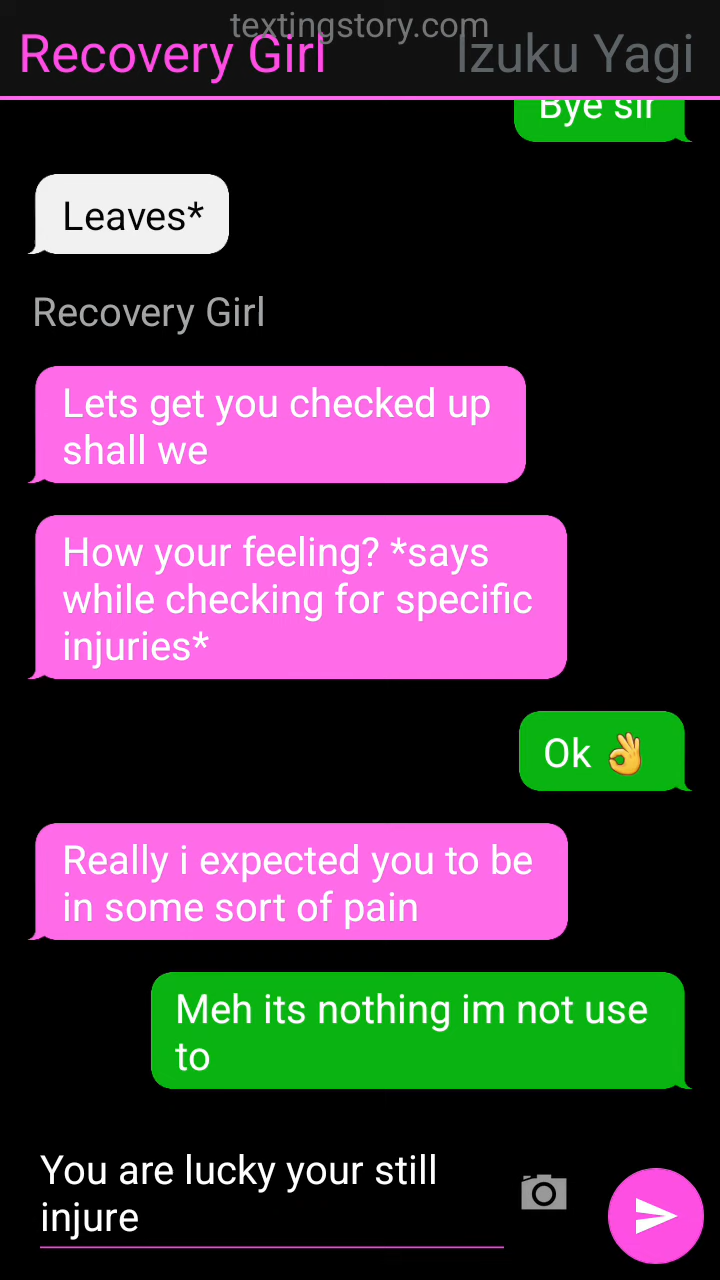 textingstory.com
Recovery Girl
Izuku Yagi
Bye sir
Leaves*
Recovery Girl
Lets get you checked up
shall we
How your feeling? *says
while checking for specific
injuries*
Ok 👌
Really i expected you to be
in some sort of pain
Meh its nothing im not use
to
You are lucky your still
injure